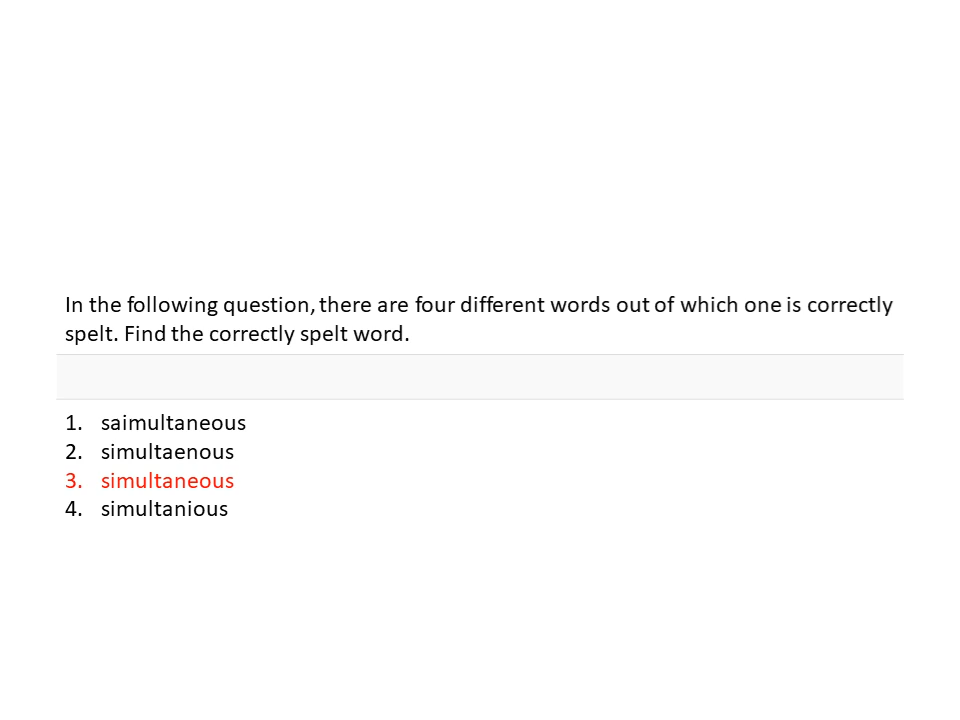 In the following question, there are four different words out of which one is correctly
spelt. Find the correctly spelt word.
1. saimultaneous
2. simultaenous
3. simultaneous
4. simultanious